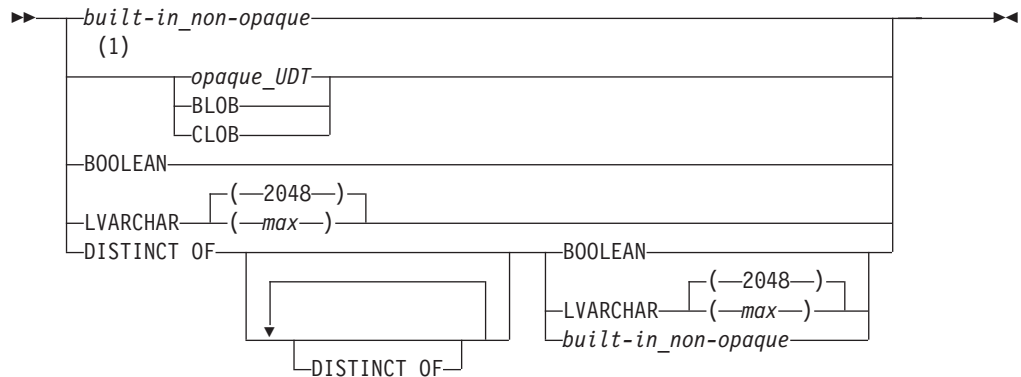 built-in_non-opaque
(1)
opaque_UDT
BLOB
CLOB
BOOLEAN
( 2048 )
LVARCHAR ( max )
DISTINCT OF BOOLEAN
( 2048 )
LVARCHAR ( max )
built-in_non-opaque
DISTINCT OF